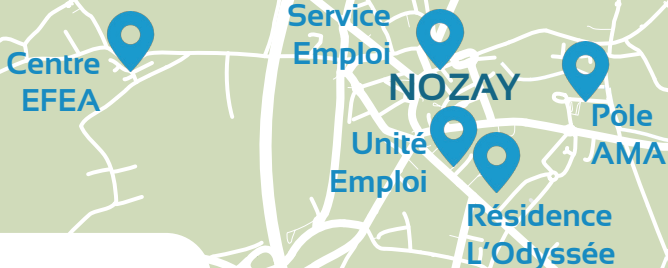 Service
Emploi
Centre
EFEA
NOZAY
Pôle
AMA
Unité
Emploi
Résidence
L'Odyssée